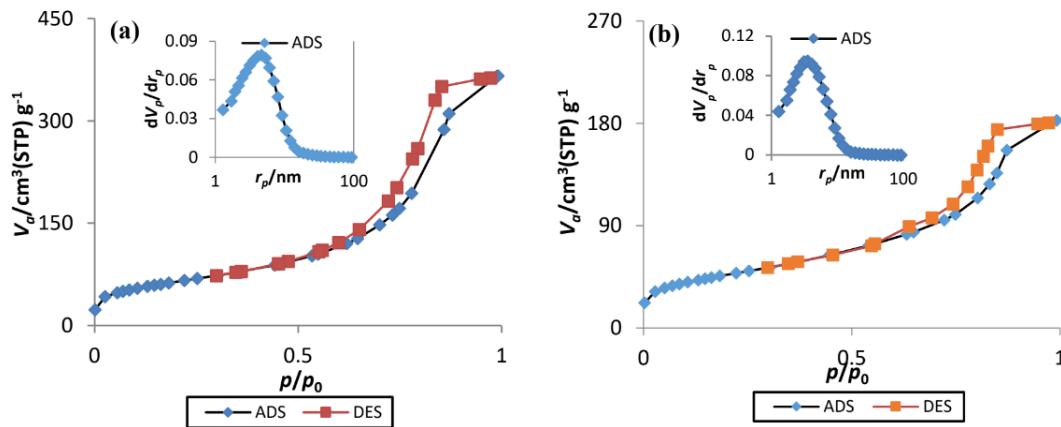 (a)
ADS
dVp/drp
0.09
0.06
0.03
0
1
rp/nm
100
Va/cm³(STP) g⁻¹
450
300
150
0
0
0.5
1
p/p₀
ADS
DES
(b)
ADS
dVp/drp
0.12
0.08
0.04
0
1
rp/nm
100
Va/cm³(STP) g⁻¹
270
180
90
0
0
0.5
1
p/p₀
ADS
DES